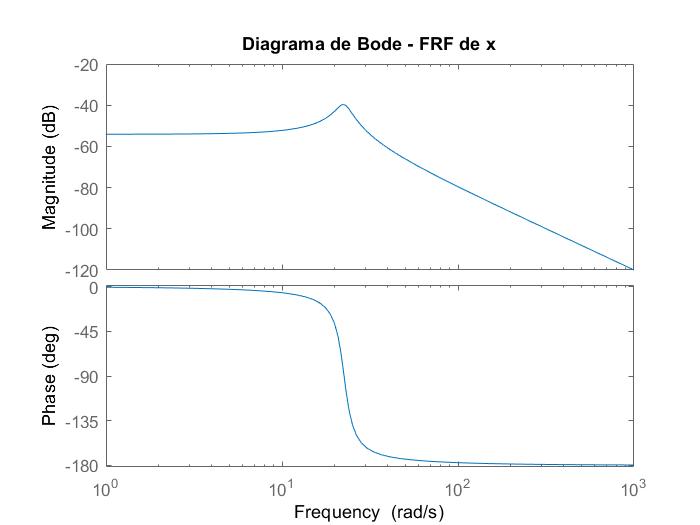 Diagrama de Bode - FRF de x
-20
-40
-60
-80
-100
-120
Magnitude (dB)
0
-45
-90
-135
-180
Phase (deg)
10^0 10^1 10^2 10^3
Frequency (rad/s)